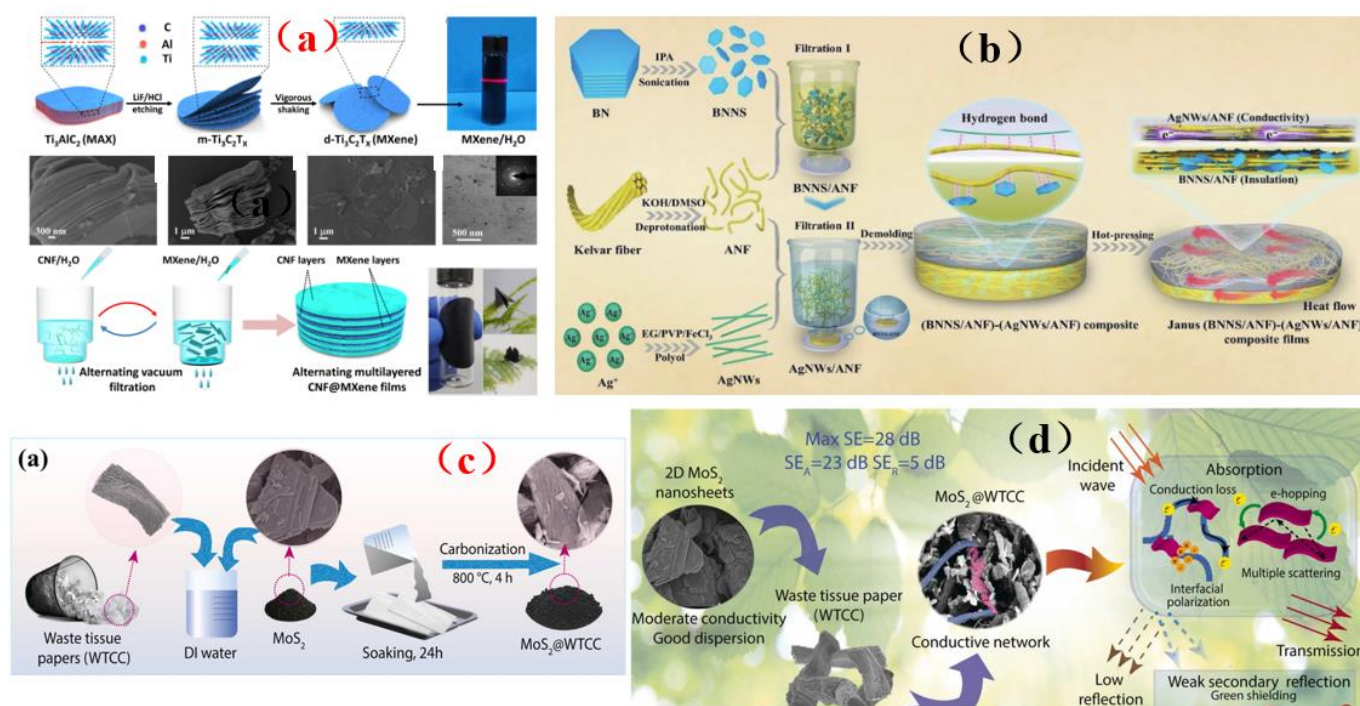 C
Al
Ti
(a)
LiF/HCl
etching
Vigorous
shaking
Ti₃AlC₂ (MAX)
m-Ti₃C₂Tₓ
d-Ti₃C₂Tₓ (MXene)
MXene/H₂O
(a)
300 nm
1 μm
1 μm
500 nm
CNF/H₂O
MXene/H₂O
CNF layers
MXene layers
Alternating vacuum
filtration
Alternating multilayered
CNF@MXene films
(b)
IPA
Sonication
BN
BNNS
Filtration I
BNNS/ANF
KOH/DMSO
Deprotonation
Kelvar fiber
ANF
Filtration II
Demolding
Ag⁺
EG/PVP/FeCl₃
Polyol
AgNWs
AgNWs/ANF
Hydrogen bond
(BNNS/ANF)-(AgNWs/ANF) composite
Hot-pressing
AgNWs/ANF (Conductivity)
e⁻
e⁻
BNNS/ANF (Insulation)
Heat flow
Janus (BNNS/ANF)-(AgNWs/ANF)
composite films
(a)
(c)
Waste tissue
papers (WTCC)
DI water
MoS₂
Soaking, 24h
Carbonization
800 °C, 4 h
MoS₂@WTCC
(d)
Max SE=28 dB
SE_A=23 dB SE_R=5 dB
2D MoS₂
nanosheets
Moderate conductivity
Good dispersion
Waste tissue paper
(WTCC)
MoS₂@WTCC
Conductive network
Incident
wave
Absorption
Conduction loss
e-hopping
Interfacial
polarization
Multiple scattering
Transmission
Low
reflection
Weak secondary reflection
Green shielding